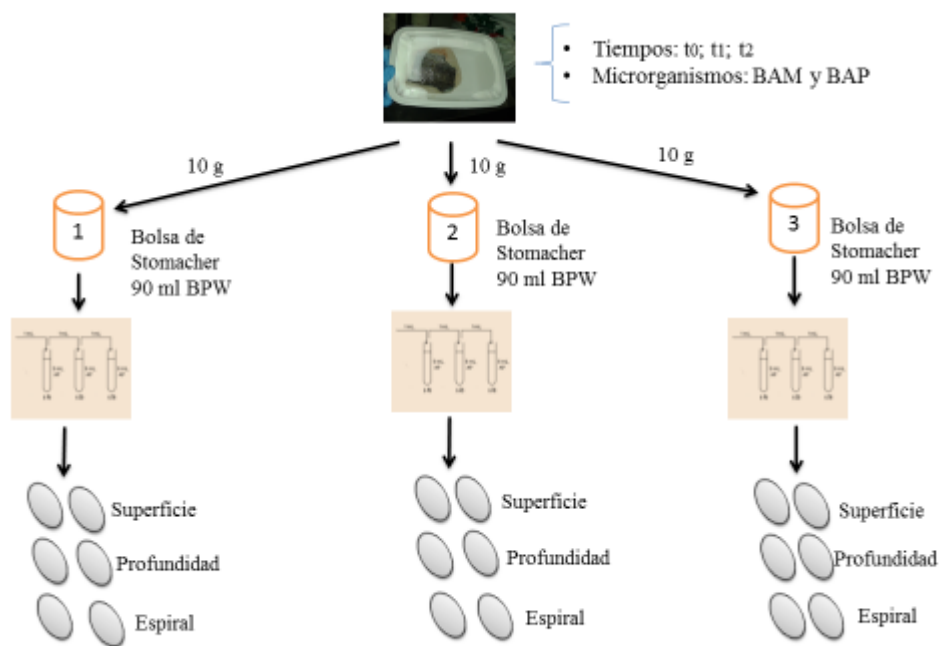 • Tiempos: t0; t1; t2
• Microrganismos: BAM y BAP
10 g
10 g
10 g
1
Bolsa de
Stomacher
90 ml BPW
2
Bolsa de
Stomacher
90 ml BPW
3
Bolsa de
Stomacher
90 ml BPW
Superficie
Profundidad
Espiral
Superficie
Profundidad
Espiral
Superficie
Profundidad
Espiral